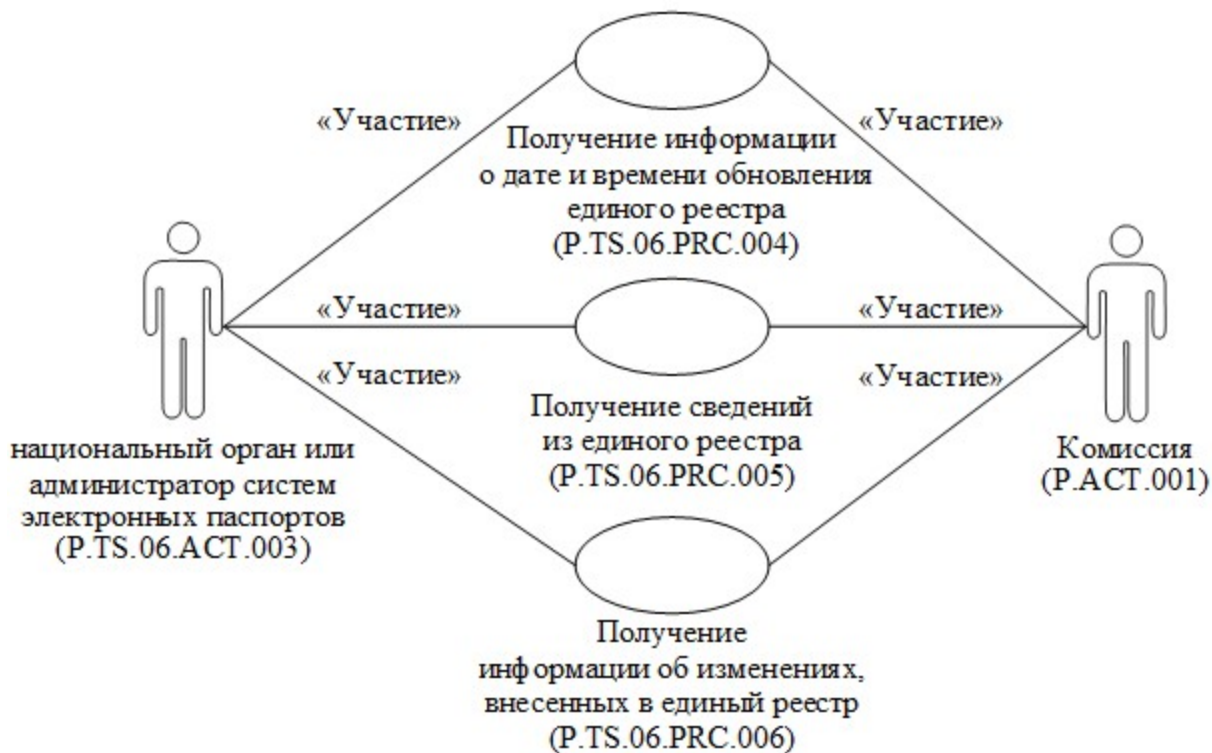 «Участие»
«Участие»
Получение информации
о дате и времени обновления
единого реестра
(P.TS.06.PRC.004)
«Участие»
«Участие»
«Участие»
«Участие»
Получение сведений
из единого реестра
(P.TS.06.PRC.005)
национальный орган или
администратор систем
электронных паспортов
(P.TS.06.ACT.003)
Комиссия
(P.ACT.001)
Получение
информации об изменениях,
внесенных в единый реестр
(P.TS.06.PRC.006)